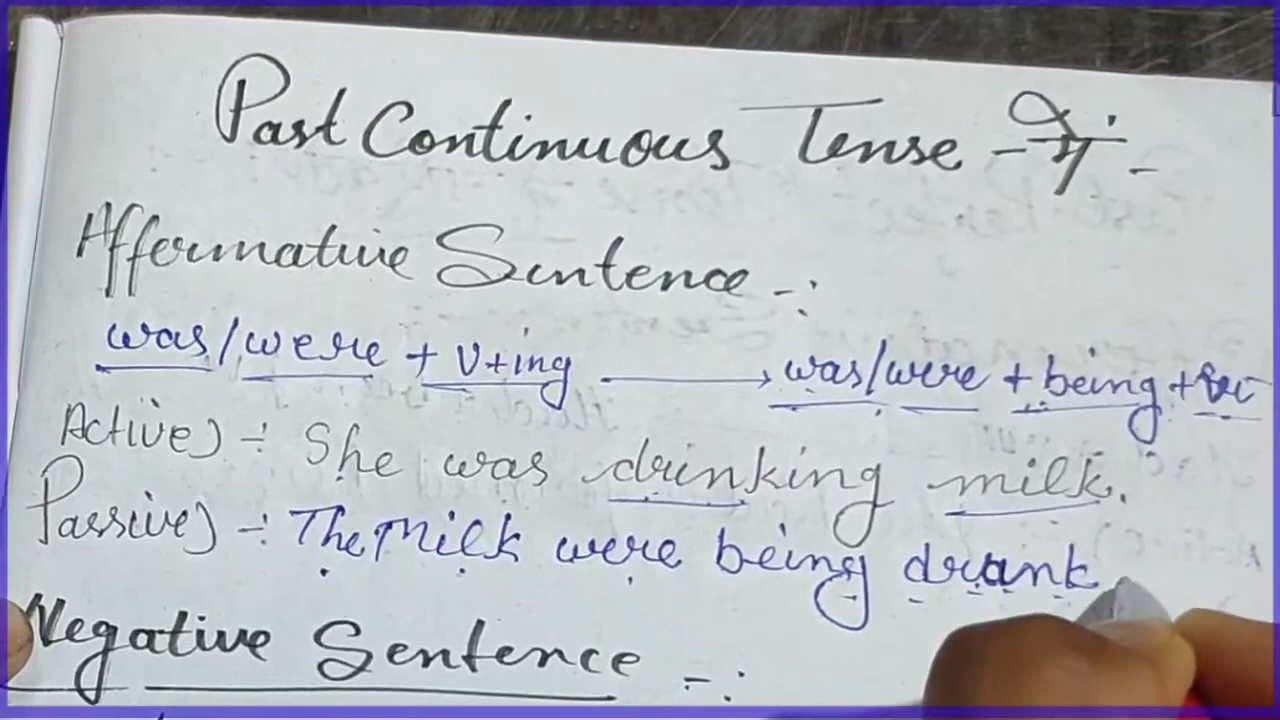 Past Continuous Tense - में -
Affermative Sentence -:
was/were + V+ing → was/were + being +
Active) -: She was drinking milk.
Passive) -: The Milk were being drank
Negative Sentence -: